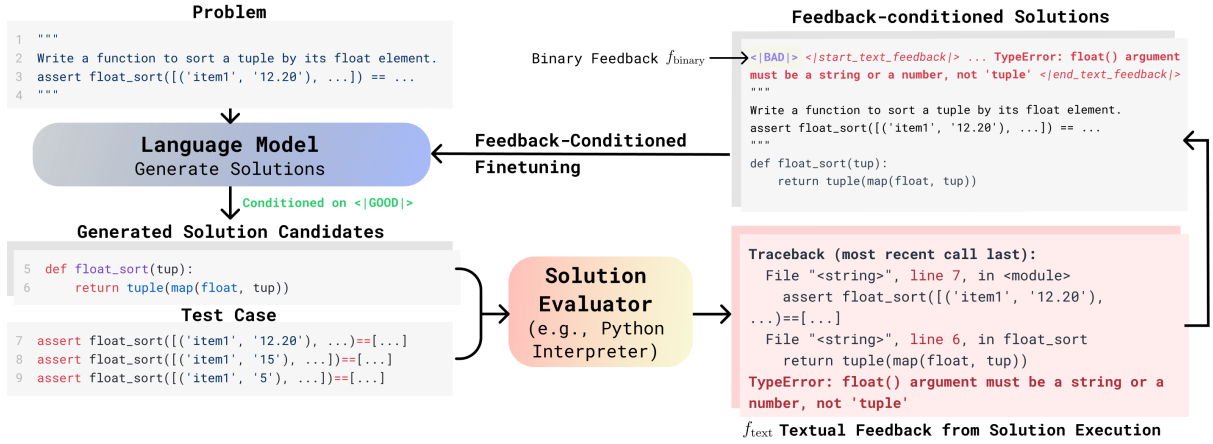 Problem
1 """
2 Write a function to sort a tuple by its float element.
3 assert float_sort([('item1', '12.20'), ...]) == ...
4 """
Language Model
Generate Solutions
Conditioned on <|GOOD|>
Generated Solution Candidates
5 def float_sort(tup):
6     return tuple(map(float, tup))
Test Case
7 assert float_sort([('item1', '12.20'), ...)==[...]
8 assert float_sort([('item1', '15'), ...])==[...]
9 assert float_sort([('item1', '5'), ...])==[...]
Solution
Evaluator
(e.g., Python
Interpreter)
Traceback (most recent call last):
  File "<string>", line 7, in <module>
    assert float_sort([('item1', '12.20'),
...)==[...]
  File "<string>", line 6, in float_sort
    return tuple(map(float, tup))
TypeError: float() argument must be a string or a
number, not 'tuple'
f_text Textual Feedback from Solution Execution
Feedback-conditioned Solutions
Binary Feedback f_binary
<|BAD|> <|start_text_feedback|> ... TypeError: float() argument
must be a string or a number, not 'tuple' <|end_text_feedback|>
"""
Write a function to sort a tuple by its float element.
assert float_sort([('item1', '12.20'), ...]) == ...
"""
def float_sort(tup):
    return tuple(map(float, tup))
Feedback-Conditioned
Finetuning